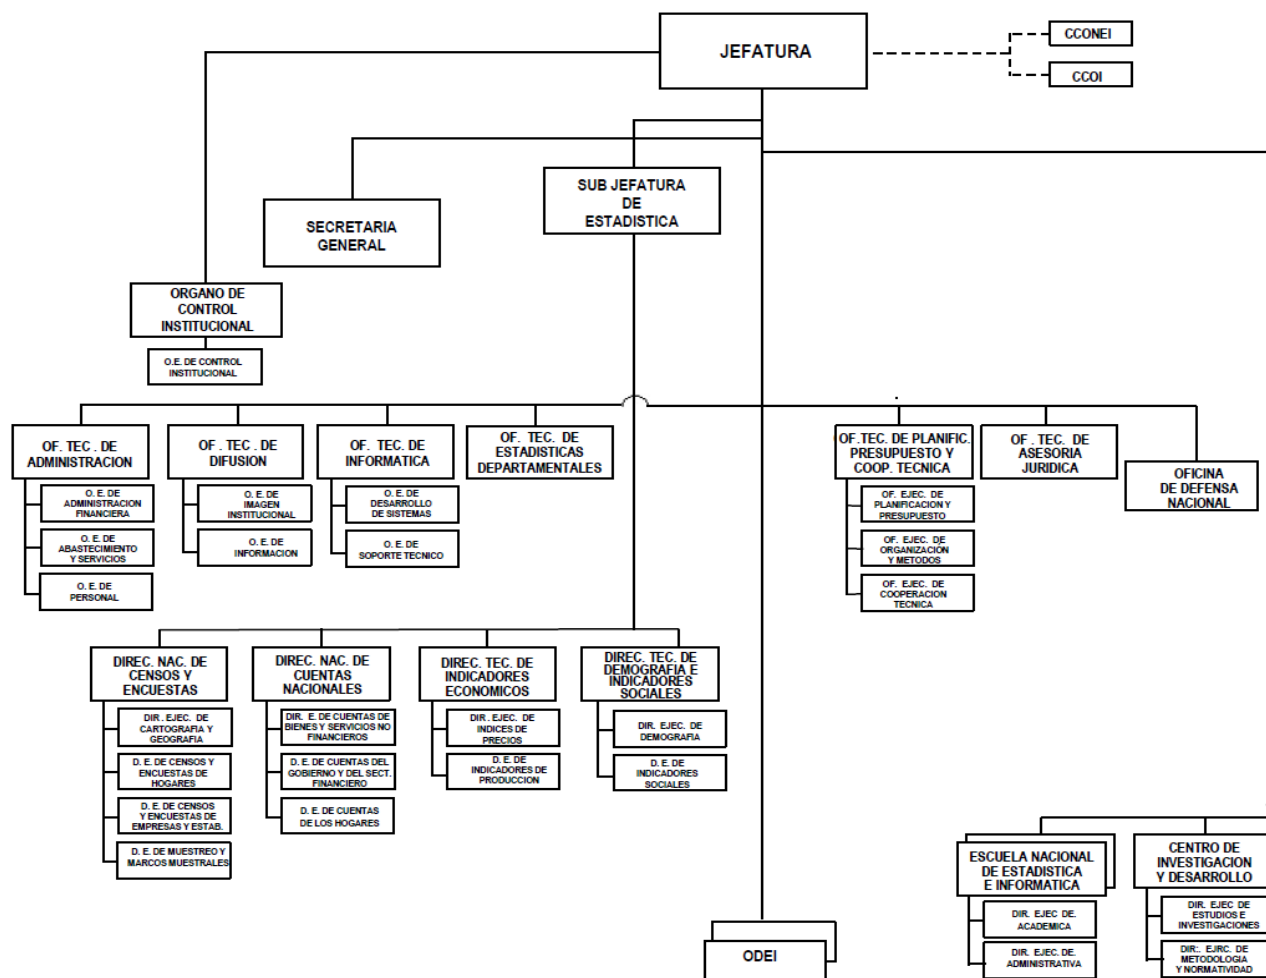 JEFATURA
CCONEI
CCOI
SUB JEFATURA
DE
ESTADISTICA
SECRETARIA
GENERAL
ORGANO DE
CONTROL
INSTITUCIONAL
O.E. DE CONTROL
INSTITUCIONAL
OF. TEC . DE
ADMINISTRACION
O. E. DE
ADMINISTRACION
FINANCIERA
O. E. DE
ABASTECIMIENTO
Y SERVICIOS
O. E. DE
PERSONAL
OF . TEC . DE
DIFUSION
O. E. DE
IMAGEN
INSTITUCIONAL
O. E. DE
INFORMACION
OF . TEC. DE
INFORMATICA
O. E. DE
DESARROLLO
DE SISTEMAS
O. E. DE
SOPORTE TECNICO
OF. TEC. DE
ESTADISTICAS
DEPARTAMENTALES
OF.TEC. DE PLANIFIC.
PRESUPUESTO Y
COOP. TECNICA
OF. EJEC. DE
PLANIFICACION Y
PRESUPUESTO
OF. EJEC. DE
ORGANIZACIÓN
Y METODOS
OF. EJEC. DE
COOPERACION
TECNICA
OF . TEC. DE
ASESORIA
JURIDICA
OFICINA
DE DEFENSA
NACIONAL
DIREC. NAC. DE
CENSOS Y
ENCUESTAS
DIR . EJEC. DE
CARTOGRAFIA Y
GEOGRAFIA
D. E. DE CENSOS Y
ENCUESTAS DE
HOGARES
D. E. DE CENSOS
Y ENCUESTAS DE
EMPRESAS Y ESTAB.
D. E. DE MUESTREO Y
MARCOS MUESTRALES
DIREC. NAC. DE
CUENTAS
NACIONALES
DIR. E. DE CUENTAS DE
BIENES Y SERVICIOS NO
FINANCIEROS
D. E. DE CUENTAS DEL
GOBIERNO Y DEL SECT.
FINANCIERO
D. E. DE CUENTAS
DE LOS HOGARES
DIREC. TEC. DE
INDICADORES
ECONOMICOS
DIR . EJEC. DE
INDICES DE
PRECIOS
D. E. DE
INDICADORES DE
PRODUCCION
DIREC. TEC. DE
DEMOGRAFIA E
INDICADORES
SOCIALES
DIR. EJEC. DE
DEMOGRAFIA
D. E. DE
INDICADORES
SOCIALES
ESCUELA NACIONAL
DE ESTADISTICA
E INFORMATICA
DIR. EJEC DE.
ACADEMICA
DIR. EJEC. DE.
ADMINISTRATIVA
CENTRO DE
INVESTIGACION
Y DESARROLLO
DIR. EJEC DE
ESTUDIOS E
INVESTIGACIONES
DIR:. EJRC. DE
METODOLOGIA
Y NORMATIVIDAD
ODEI